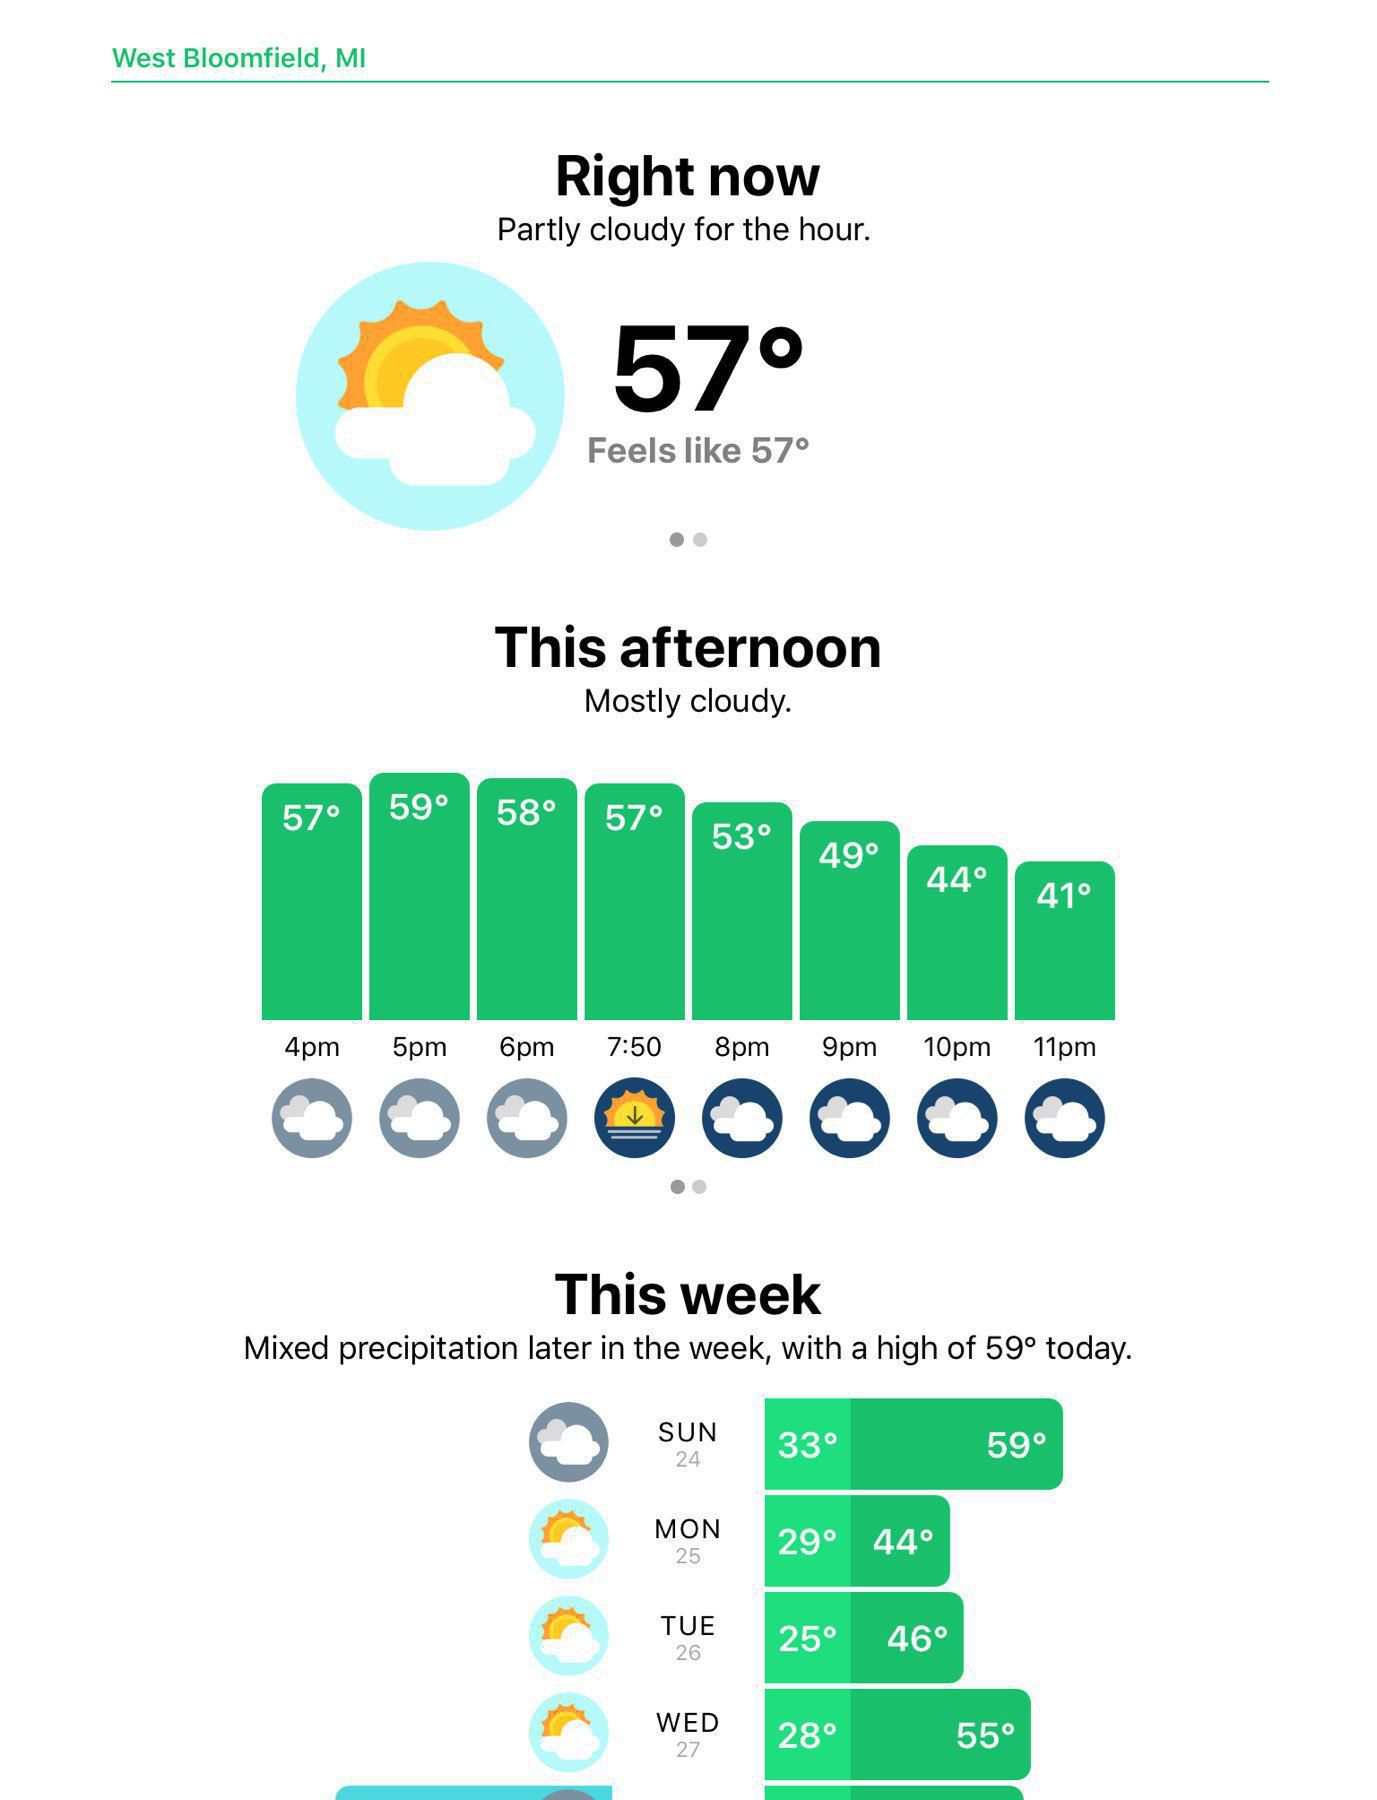 West Bloomfield, MI
Right now
Partly cloudy for the hour.
57°
Feels like 57°
This afternoon
Mostly cloudy.
57° 59° 58° 57° 53° 49° 44° 41°
4pm 5pm 6pm 7:50 8pm 9pm 10pm 11pm
This week
Mixed precipitation later in the week, with a high of 59° today.
SUN 33° 59°
24
MON 29° 44°
25
TUE 25° 46°
26
WED 28° 55°
27